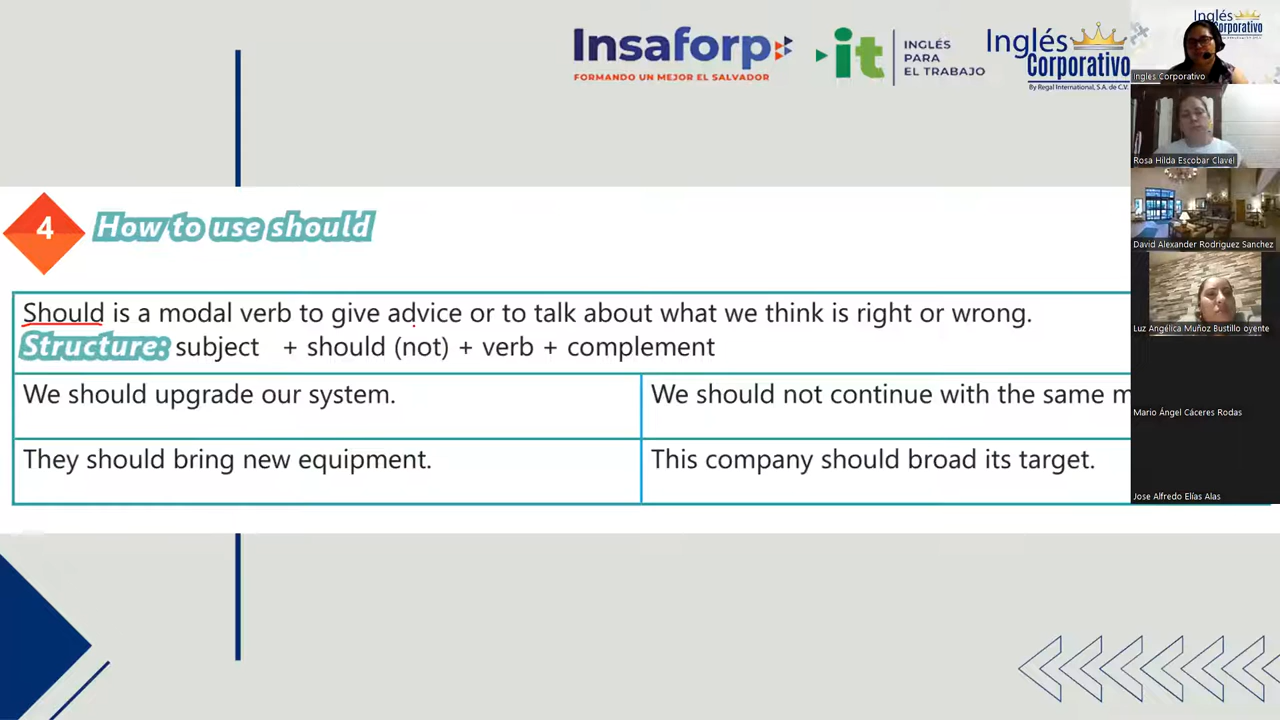 Insaforp
FORMANDO UN MEJOR EL SALVADOR
it
INGLÉS
PARA
EL TRABAJO
Inglés
Corporativo
By Regal International, S.A. de C.V.
Inglés
Corporativo
Ingles Corporativo
Rosa Hilda Escobar Clavel
David Alexander Rodriguez Sanchez
Luz Angélica Muñoz Bustillo oyente
Mario Ángel Cáceres Rodas
Jose Alfredo Elías Alas
4
How to use should
Should is a modal verb to give advice or to talk about what we think is right or wrong.
Structure: subject + should (not) + verb + complement
We should upgrade our system.
We should not continue with the same m
They should bring new equipment.
This company should broad its target.